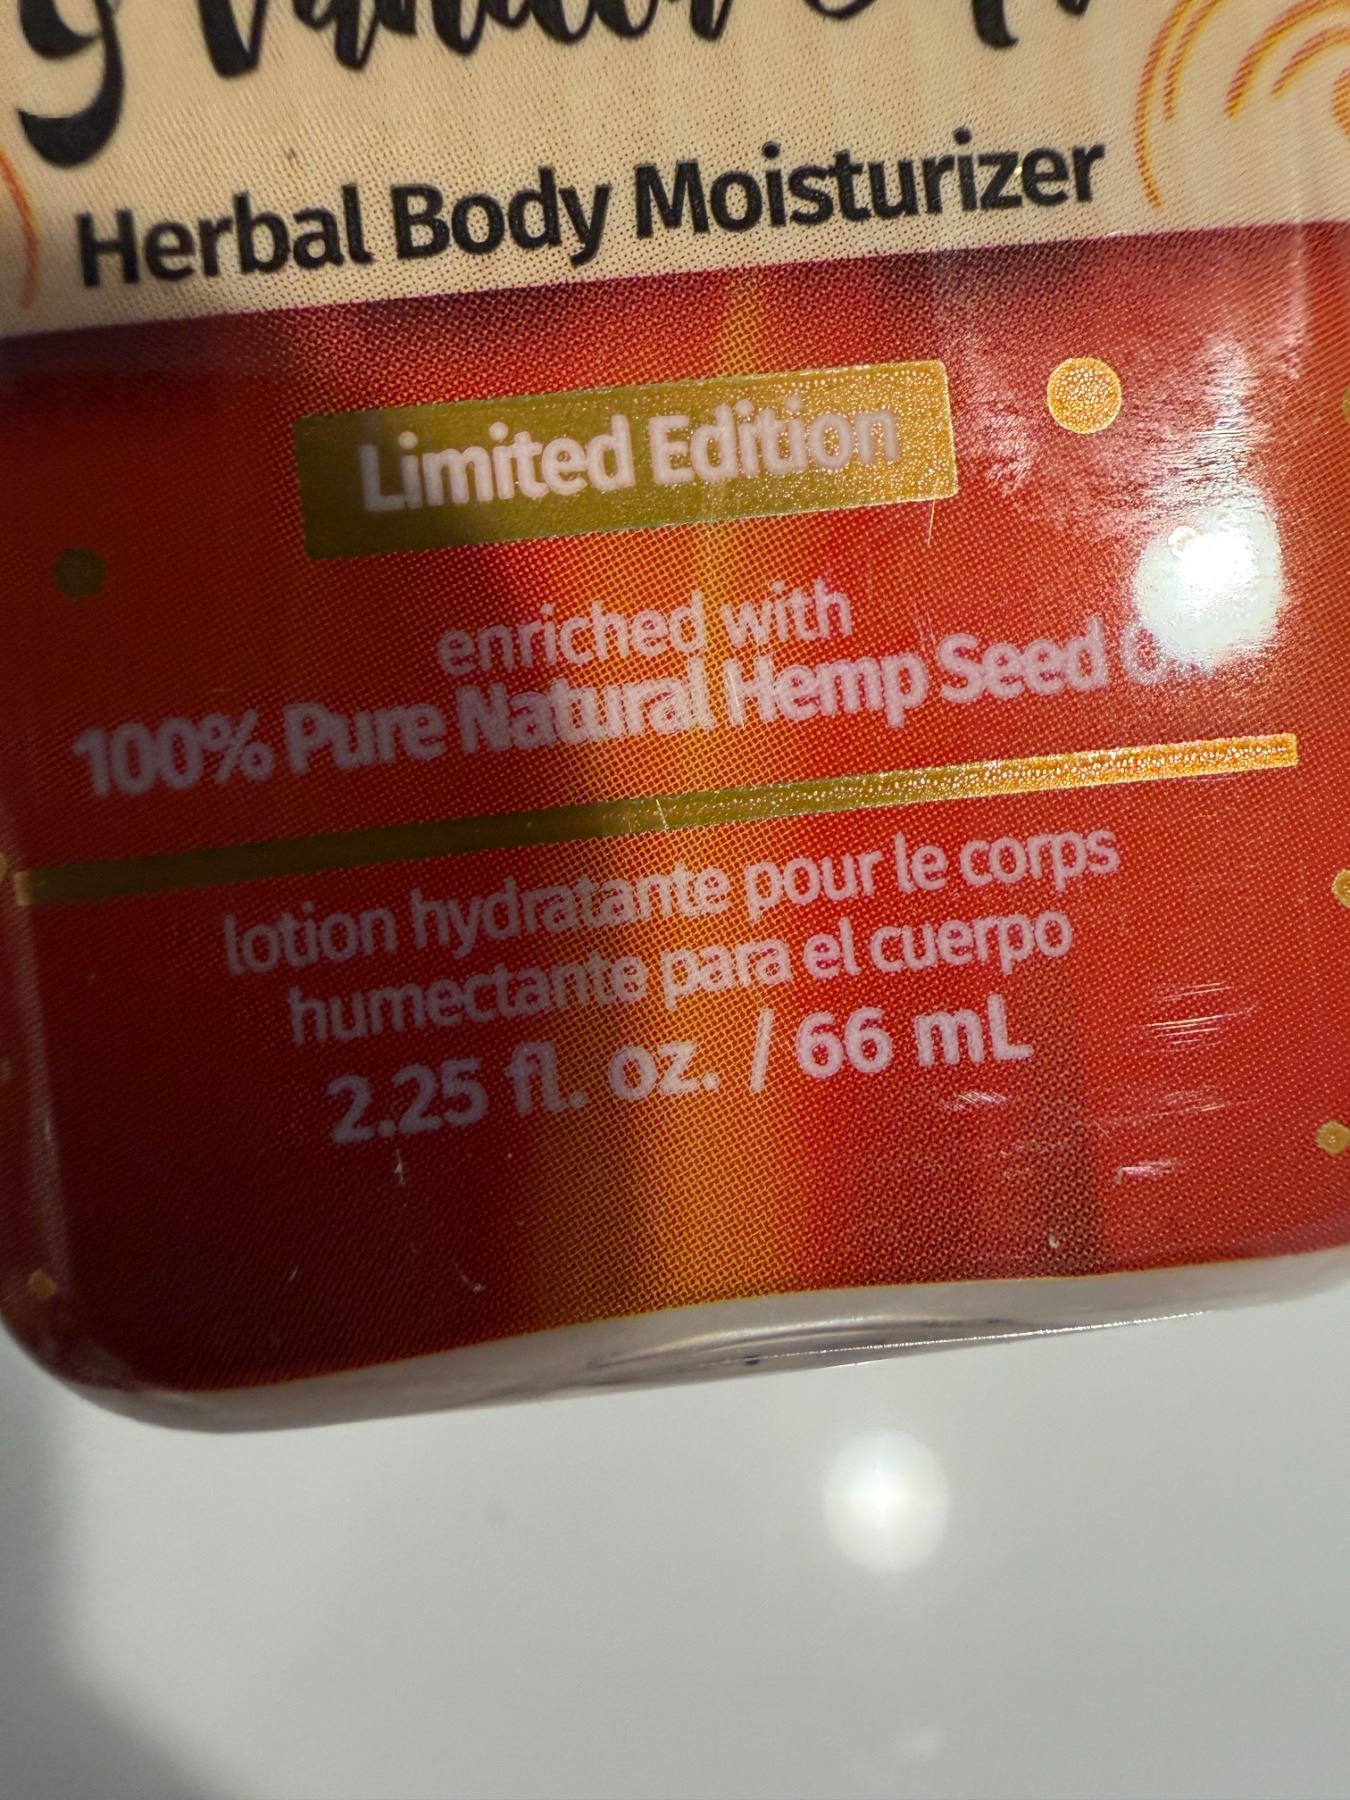 Herbal Body Moisturizer
Limited Edition
enriched with
100% Pure Natural Hemp Seed
lotion hydratante pour le corps
humectante para el cuerpo
2.25 fl. oz. / 66 mL